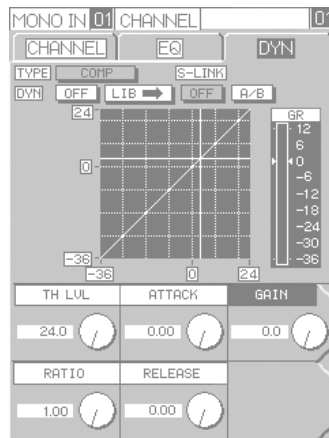 MONO IN 01 CHANNEL 01
CHANNEL EQ DYN
TYPE COMP S-LINK
DYN OFF LIB OFF A/B
24
0
-36
-36 0 24
GR
12
6
0
-6
-12
-18
-24
-30
-36
TH LVL ATTACK GAIN
24.0 0.00 0.0
RATIO RELEASE
1.00 0.00